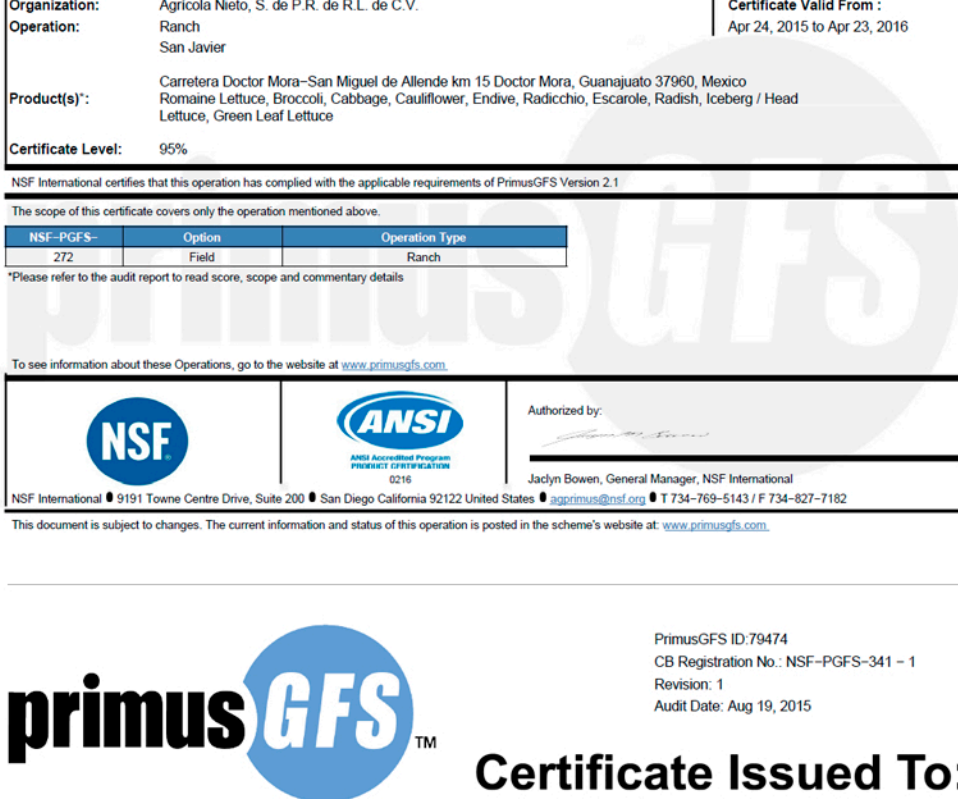 Organization: Agrícola Nieto, S. de P.R. de R.L. de C.V.
Certificate Valid From :
Operation: Ranch
Apr 24, 2015 to Apr 23, 2016
San Javier
Carretera Doctor Mora-San Miguel de Allende km 15 Doctor Mora, Guanajuato 37960, Mexico
Product(s)*: Romaine Lettuce, Broccoli, Cabbage, Cauliflower, Endive, Radicchio, Escarole, Radish, Iceberg / Head
Lettuce, Green Leaf Lettuce
Certificate Level: 95%
NSF International certifies that this operation has complied with the applicable requirements of PrimusGFS Version 2.1
The scope of this certificate covers only the operation mentioned above.
NSF-PGFS- Option Operation Type
272 Field Ranch
*Please refer to the audit report to read score, scope and commentary details
primusGFS
To see information about these Operations, go to the website at www.primusgfs.com
NSF
ANSI
ANSI Accredited Program
PRODUCT CERTIFICATION
0216
Authorized by:
Jaclyn Bowen, General Manager, NSF International
NSF International ● 9191 Towne Centre Drive, Suite 200 ● San Diego California 92122 United States ● agprimus@nsf.org ● T 734-769-5143 / F 734-827-7182
This document is subject to changes. The current information and status of this operation is posted in the scheme's website at: www.primusgfs.com
primusGFS TM
PrimusGFS ID:79474
CB Registration No.: NSF-PGFS-341 - 1
Revision: 1
Audit Date: Aug 19, 2015
Certificate Issued To: